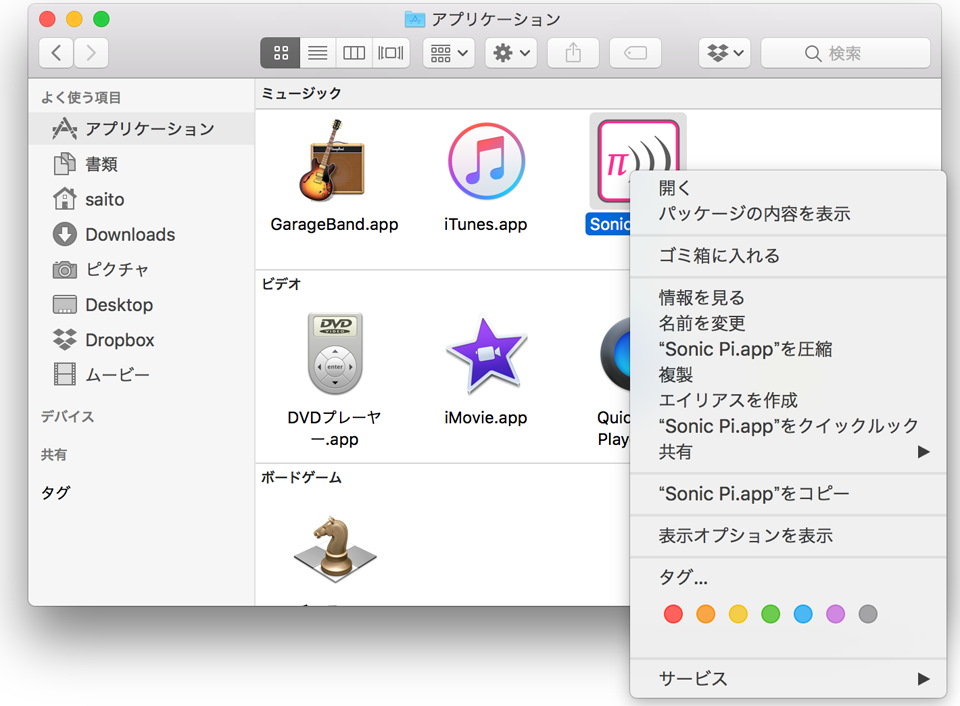 アプリケーション
検索
よく使う項目
アプリケーション
書類
saito
Downloads
ピクチャ
Desktop
Dropbox
ムービー
デバイス
共有
タグ
ミュージック
GarageBand.app
iTunes.app
Sonic
ビデオ
DVD
VIDEO
enter
DVDプレーヤ
ー.app
iMovie.app
Quic
Play
ボードゲーム
開く
パッケージの内容を表示
ゴミ箱に入れる
情報を見る
名前を変更
“Sonic Pi.app”を圧縮
複製
エイリアスを作成
“Sonic Pi.app”をクイックルック
共有
“Sonic Pi.app”をコピー
表示オプションを表示
タグ...
サービス